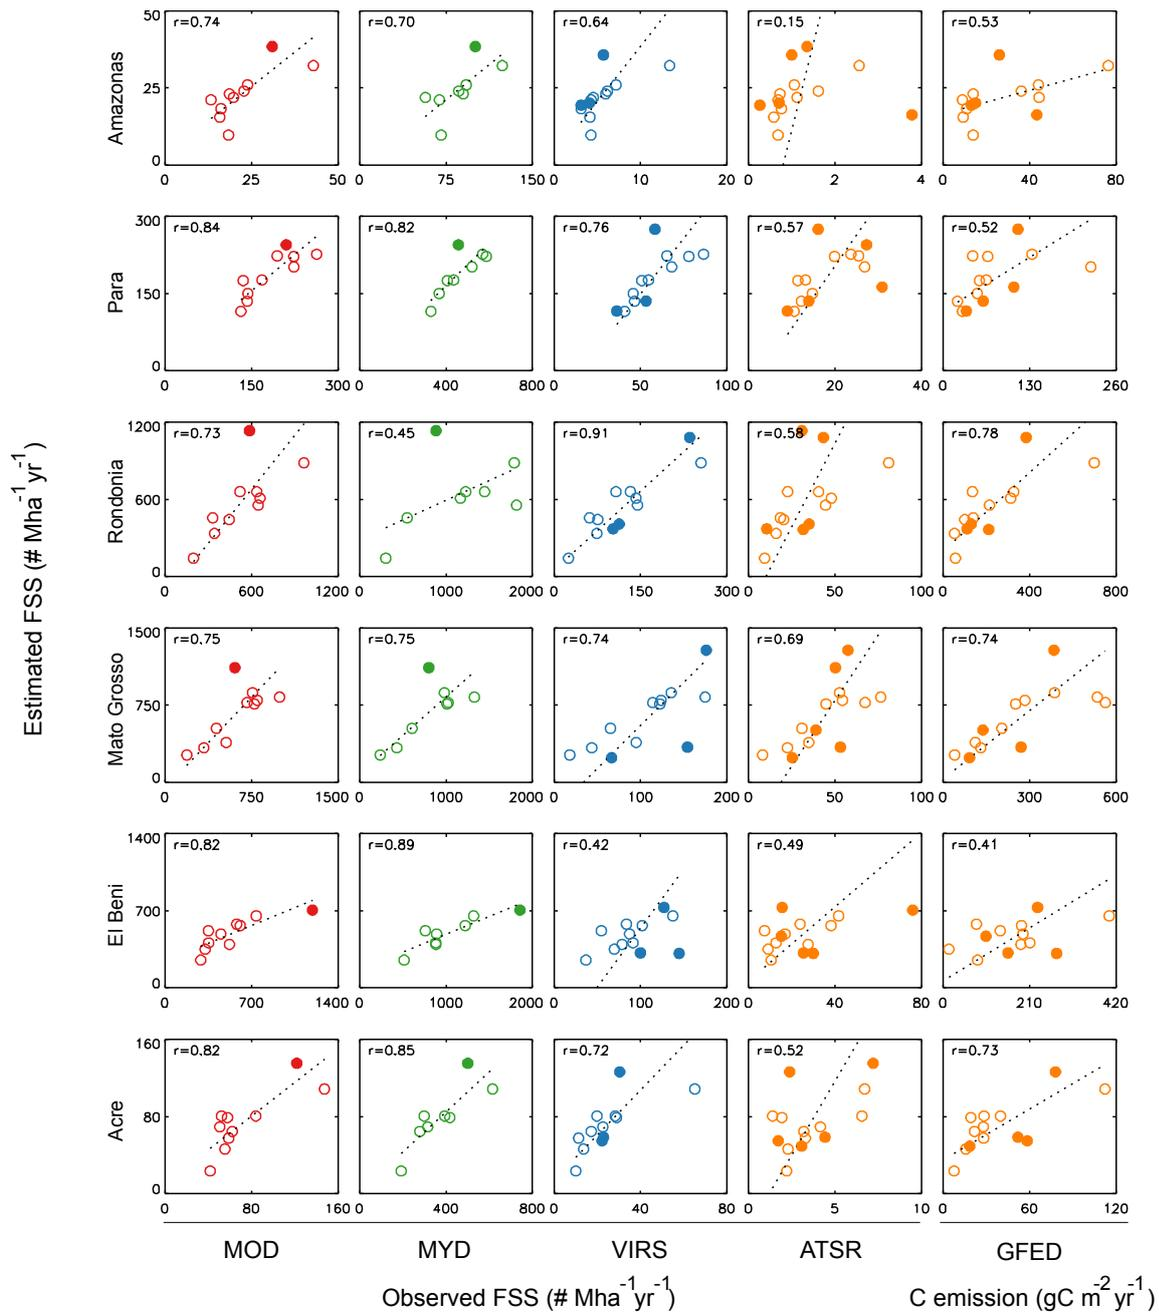 50
r=0.74 r=0.70 r=0.64 r=0.15 r=0.53
25
Amazonas
0
0 25 50 0 75 150 0 10 20 0 2 4 0 40 80
300
r=0.84 r=0.82 r=0.76 r=0.57 r=0.52
150
Para
0
0 150 300 0 400 800 0 50 100 0 20 40 0 130 260
1200
r=0.73 r=0.45 r=0.91 r=0.58 r=0.78
600
Rondonia
0
0 600 1200 0 1000 2000 0 150 300 0 50 100 0 400 800
1500
r=0.75 r=0.75 r=0.74 r=0.69 r=0.74
750
Mato Grosso
0
0 750 1500 0 1000 2000 0 100 200 0 50 100 0 300 600
1400
r=0.82 r=0.89 r=0.42 r=0.49 r=0.41
700
El Beni
0
0 700 1400 0 1000 2000 0 100 200 0 40 80 0 210 420
160
r=0.82 r=0.85 r=0.72 r=0.52 r=0.73
80
Acre
0
0 80 160 0 400 800 0 40 80 0 5 10 0 60 120
Estimated FSS (# Mha⁻¹yr⁻¹)
MOD MYD VIRS ATSR GFED
Observed FSS (# Mha⁻¹yr⁻¹) C emission (gC m⁻²yr⁻¹)